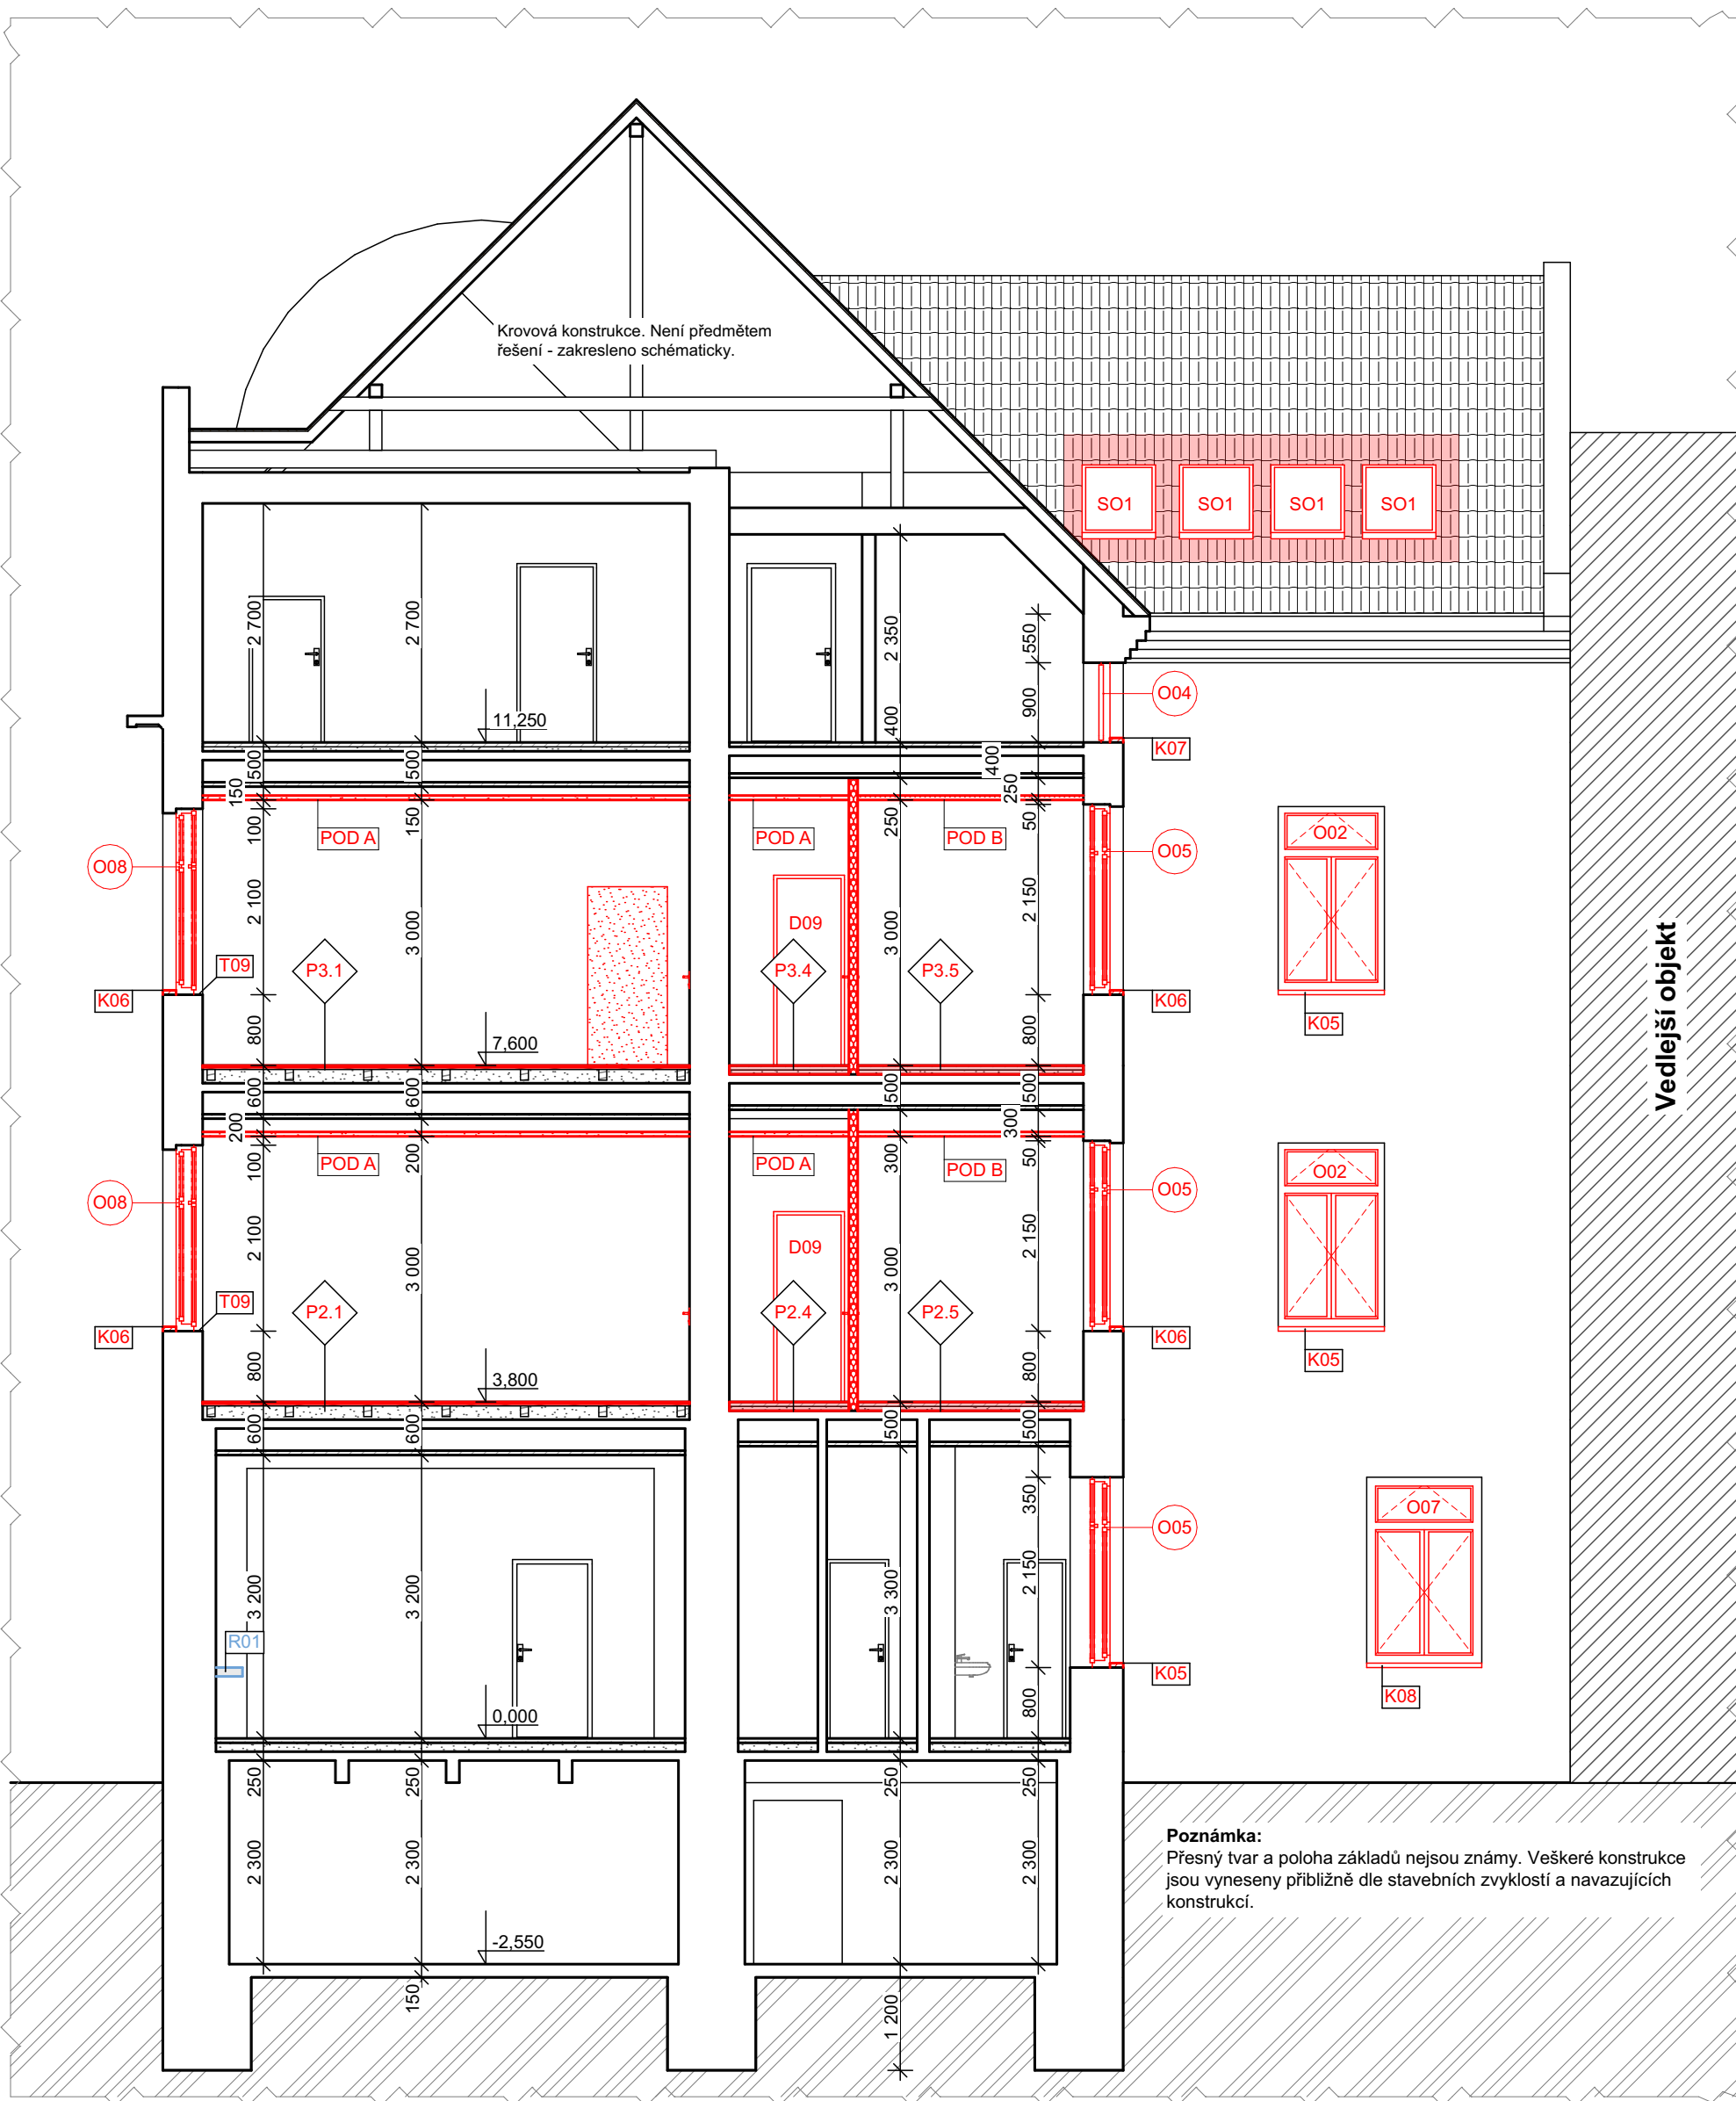 Krovová konstrukce. Není předmětem
řešení - zakresleno schématicky.
SO1
SO1
SO1
SO1
2 700
2 700
2 350
550
900
O04
11,250
K07
500
500
400
400
150
150
250
250
100
50
POD A
POD A
POD B
O08
O05
O02
2 100
3 000
3 000
2 150
D09
T09
P3.1
P3.4
P3.5
K06
K06
K05
Vedlejší objekt
800
800
7,600
600
600
500
500
200
200
300
300
100
50
POD A
POD A
POD B
O08
O05
O02
2 100
3 000
3 000
2 150
D09
T09
P2.1
P2.4
P2.5
K06
K06
K05
800
800
3,800
600
600
500
500
350
O05
O07
3 200
3 200
3 300
2 150
R01
K05
K08
0,000
800
250
250
250
250
2 300
2 300
2 300
2 300
Poznámka:
Přesný tvar a poloha základů nejsou známy. Veškeré konstrukce
jsou vyneseny přibližně dle stavebních zvyklostí a navazujících
konstrukcí.
-2,550
150
1 200